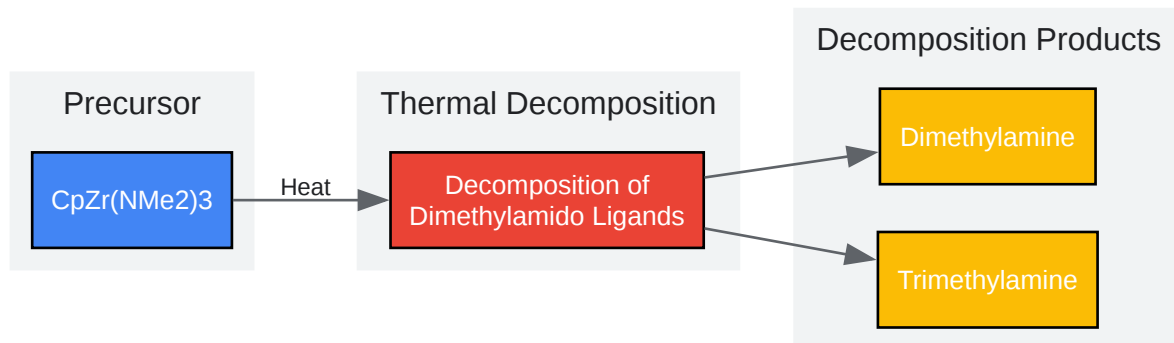 Precursor
CpZr(NMe2)3
Heat
Thermal Decomposition
Decomposition of
Dimethylamido Ligands
Decomposition Products
Dimethylamine
Trimethylamine